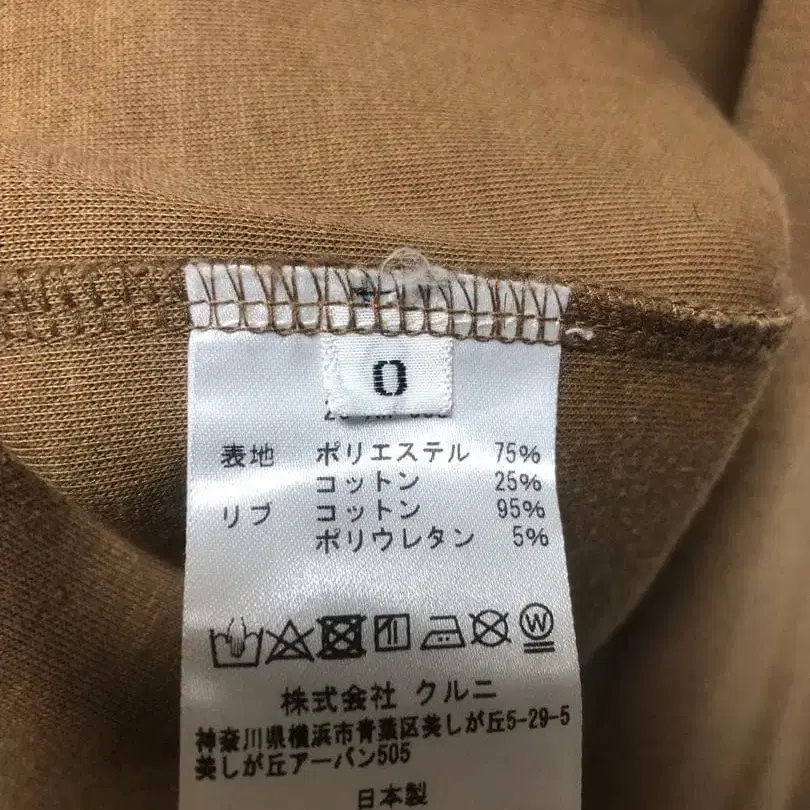 0
表地 ポリエステル 75%
コットン 25%
リブ コットン 95%
ポリウレタン 5%
W
株式会社 クルニ
神奈川県横浜市青葉区美しが丘5-29-5
美しが丘アーバン505
日本製